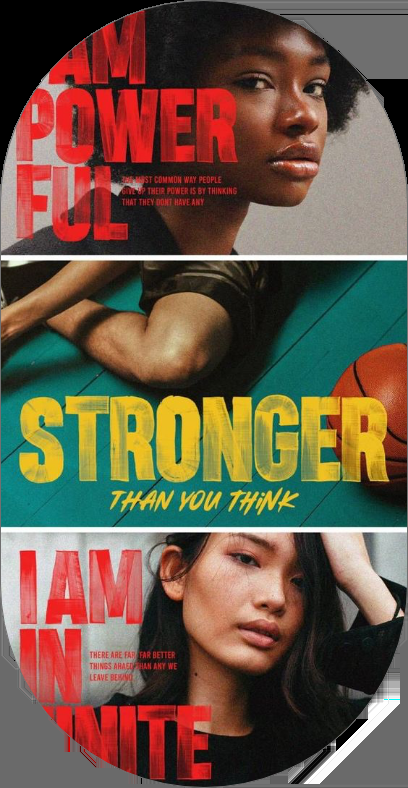 I AM
POWER
FUL
THE MOST COMMON WAY PEOPLE
GIVE UP THEIR POWER IS BY THINKING
THAT THEY DONT HAVE ANY
STRONGER
THAN YOU THiNK
I AM
IN
FINITE
THERE ARE FAR, FAR BETTER
THINGS AHEAD THAN ANY WE
LEAVE BEHIND